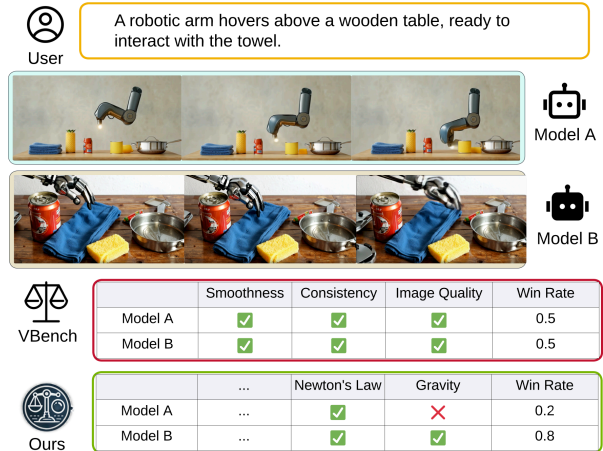 A robotic arm hovers above a wooden table, ready to
interact with the towel.
User
Model A
Model B
VBench
Smoothness Consistency Image Quality Win Rate
Model A ✅ ✅ ✅ 0.5
Model B ✅ ✅ ✅ 0.5
Ours
... Newton's Law Gravity Win Rate
Model A ... ✅ ❌ 0.2
Model B ... ✅ ✅ 0.8